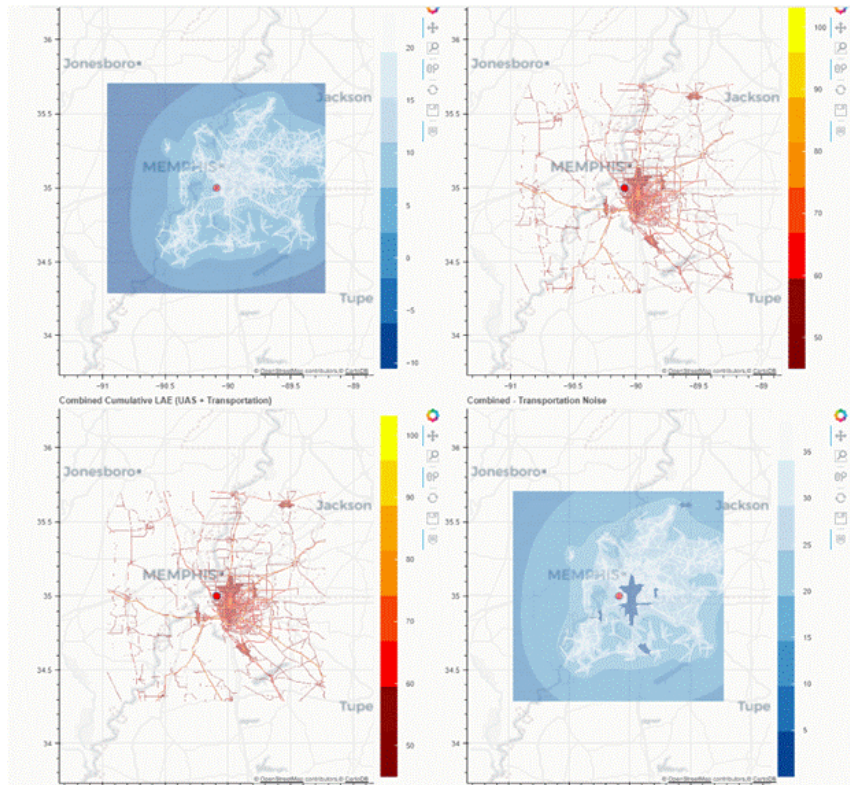 36
Jonesboro
20
15
Jackson
35.5
10
MEMPHIS
5
35
0
34.5
-5
Tupe
34
-10
-91
-90.5
-90
-89.5
-89
© OpenStreetMap contributors,© CartoDB
36
100
Jonesboro
90
Jackson
35.5
80
MEMPHIS
35
70
34.5
60
Tupe
50
34
-91
-90.5
-90
-89.5
-89
© OpenStreetMap contributors,© CartoDB
Combined Cumulative LAE (UAS + Transportation)
36
100
Jonesboro
90
Jackson
35.5
80
MEMPHIS
35
70
34.5
60
Tupe
34
50
© OpenStreetMap contributors,© CartoDB
Combined - Transportation Noise
36
35
Jonesboro
30
Jackson
35.5
25
MEMPHIS
20
35
15
34.5
10
Tupe
5
34
© OpenStreetMap contributors,© CartoDB